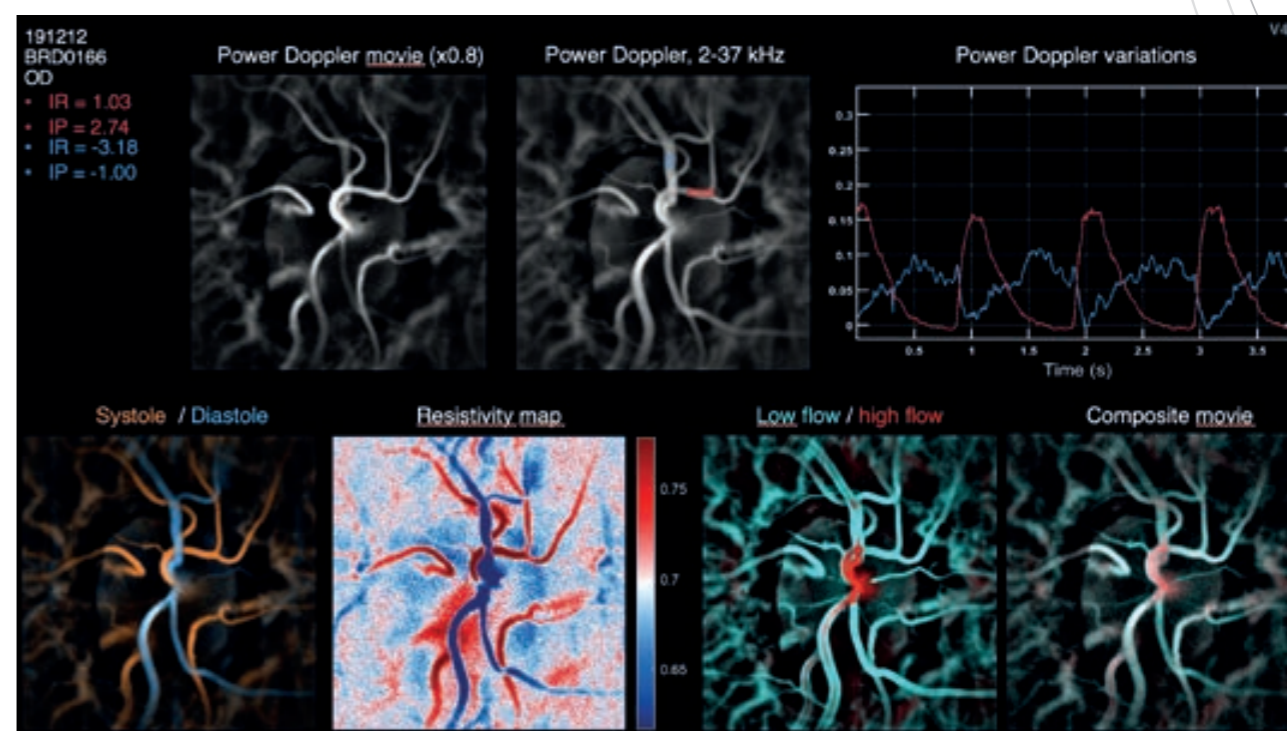 191212
BRD0166
OD
• IR = 1.03
• IP = 2.74
• IR = -3.18
• IP = -1.00
Power Doppler movie (x0.8)
Power Doppler, 2-37 kHz
Power Doppler variations
0.3
0.25
0.2
0.15
0.1
0.05
0
0.5
1
1.5
2
2.5
3
3.5
Time (s)
Systole / Diastole
Resistivity map
0.75
0.7
0.65
Low flow / high flow
Composite movie